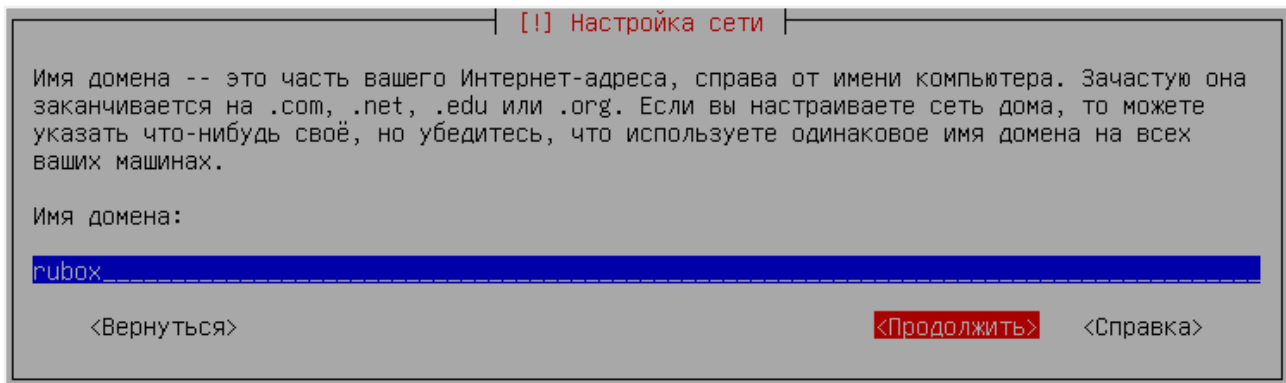 [!] Настройка сети
Имя домена -- это часть вашего Интернет-адреса, справа от имени компьютера. Зачастую она
заканчивается на .com, .net, .edu или .org. Если вы настраиваете сеть дома, то можете
указать что-нибудь своё, но убедитесь, что используете одинаковое имя домена на всех
ваших машинах.
Имя домена:
rubox
<Вернуться> <Продолжить> <Справка>